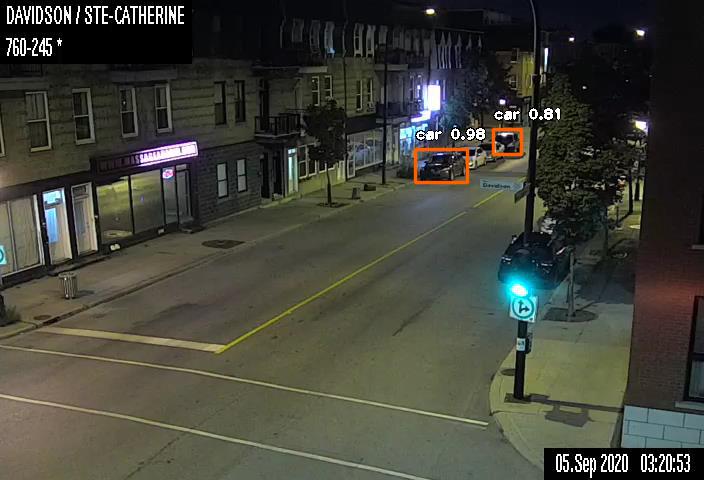 DAVIDSON / STE-CATHERINE
760-245 *
car 0.81
car 0.98
Davidson
05.Sep 2020 03:20:53